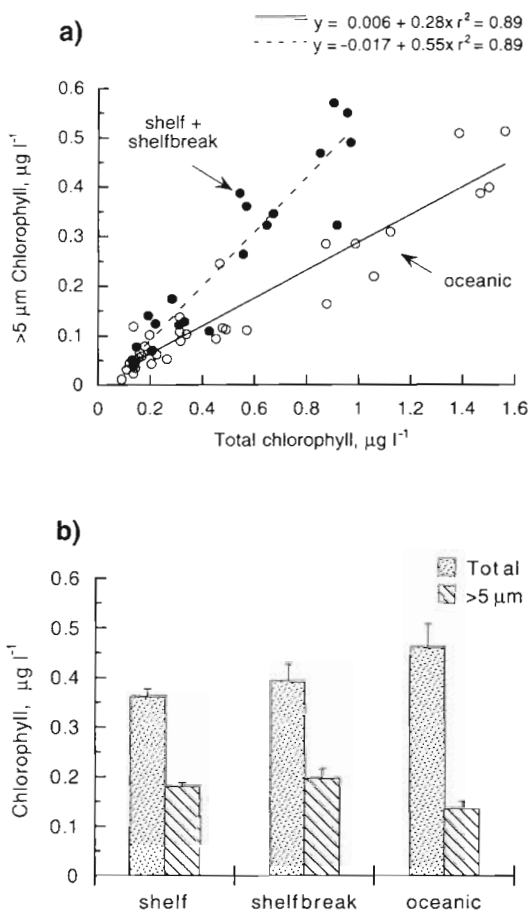 y = 0.006 + 0.28x r² = 0.89
y = -0.017 + 0.55x r² = 0.89
a)
0.6
0.5
0.4
0.3
0.2
0.1
0
>5 µm Chlorophyll, µg l⁻¹
shelf +
shelfbreak
oceanic
0 0.2 0.4 0.6 0.8 1 1.2 1.4 1.6
Total chlorophyll, µg l⁻¹
b)
0.6
0.5
0.4
0.3
0.2
0.1
0
Chlorophyll, µg l⁻¹
Total
>5 µm
shelf shelfbreak oceanic